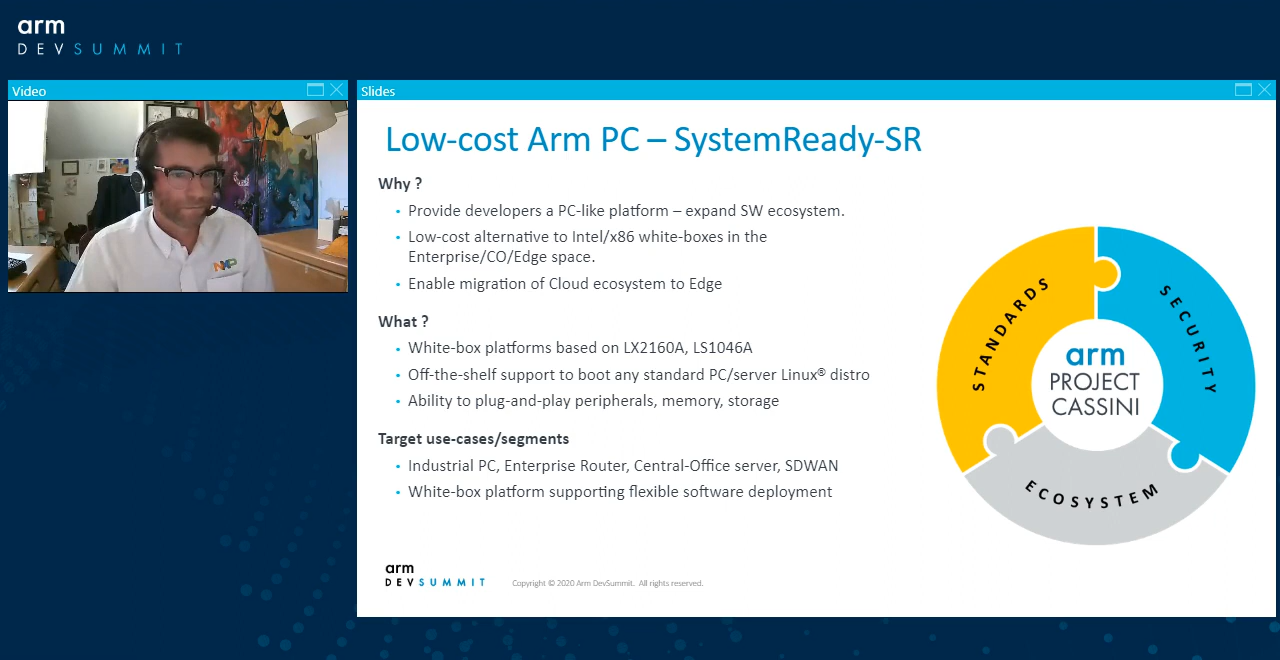 arm
DEVSUMMIT
Video
Slides
NXP
Low-cost Arm PC – SystemReady-SR
Why ?
• Provide developers a PC-like platform – expand SW ecosystem.
• Low-cost alternative to Intel/x86 white-boxes in the
Enterprise/CO/Edge space.
• Enable migration of Cloud ecosystem to Edge
What ?
• White-box platforms based on LX2160A, LS1046A
• Off-the-shelf support to boot any standard PC/server Linux® distro
• Ability to plug-and-play peripherals, memory, storage
Target use-cases/segments
• Industrial PC, Enterprise Router, Central-Office server, SDWAN
• White-box platform supporting flexible software deployment
STANDARDS
SECURITY
arm
PROJECT
CASSINI
ECOSYSTEM
arm
DEVSUMMIT
Copyright © 2020 Arm DevSummit. All rights reserved.